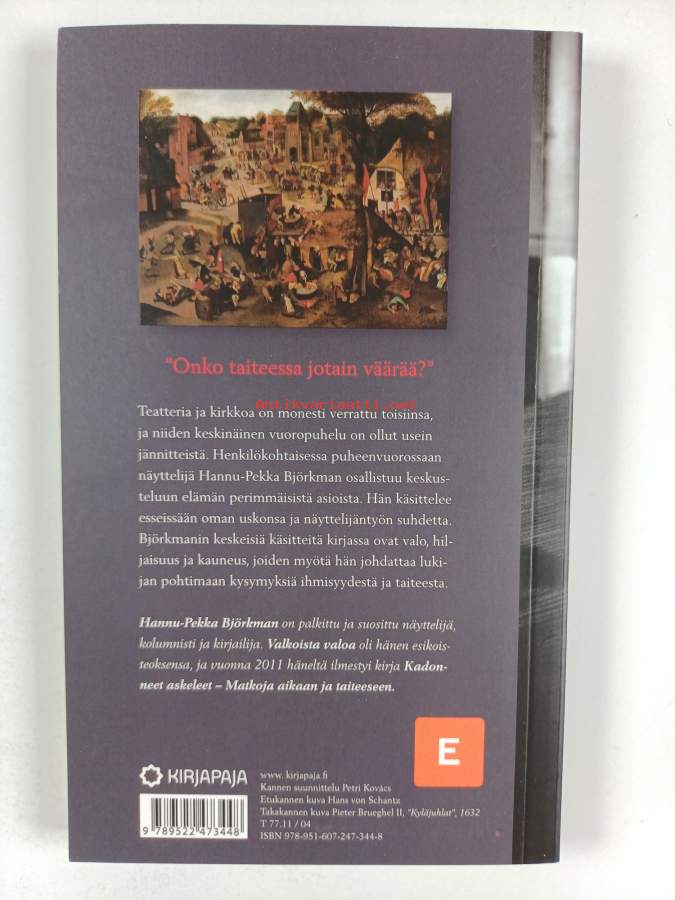 "Onko taiteessa jotain väärää?"
antikvariaatti.net
Teatteria ja kirkkoa on monesti verrattu toisiinsa,
ja niiden keskinäinen vuoropuhelu on ollut usein
jännitteistä. Henkilökohtaisessa puheenvuorossaan
näyttelijä Hannu-Pekka Björkman osallistuu keskus-
teluun elämän perimmäisistä asioista. Hän käsittelee
esseissään oman uskonsa ja näyttelijäntyön suhdetta.
Björkmanin keskeisiä käsitteitä kirjassa ovat valo, hil-
jaisuus ja kauneus, joiden myötä hän johdattaa luki-
jan pohtimaan kysymyksiä ihmisyydestä ja taiteesta.
Hannu-Pekka Björkman on palkittu ja suosittu näyttelijä,
kolumnisti ja kirjailija. Valkoista valoa oli hänen esikois-
teoksensa, ja vuonna 2011 häneltä ilmestyi kirja Kadon-
neet askeleet – Matkoja aikaan ja taiteeseen.
E
KIRJAPAJA
www.kirjapaja.fi
Kannen suunnittelu Petri Kovács
Etukannen kuva Hans von Schantz
Takakannen kuva Pieter Brueghel II, "Kyläjuhlat", 1632
T 77.11 / 04
ISBN 978-951-607-247-344-8
9 789522 473448